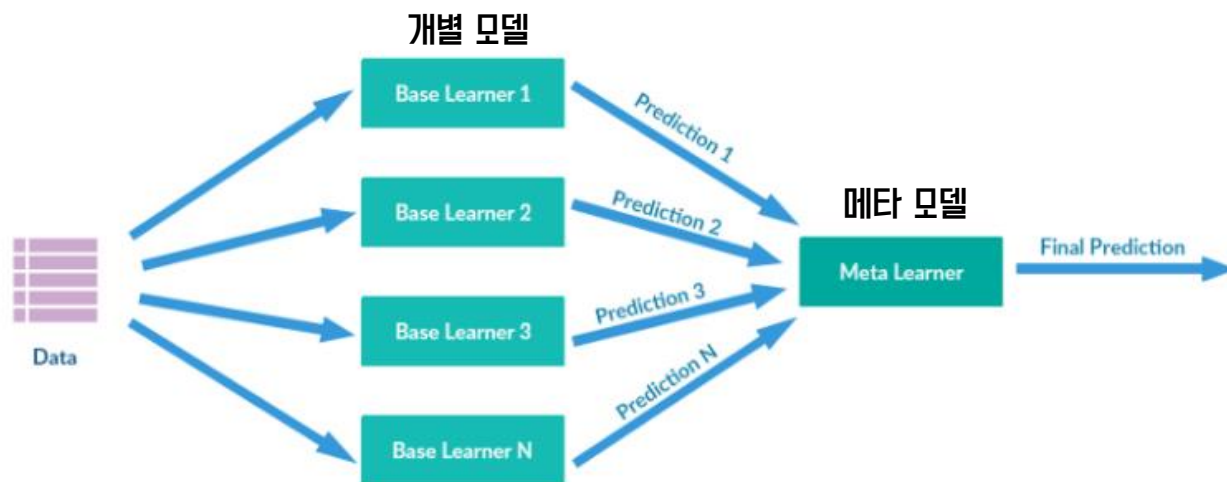 개별 모델
Base Learner 1
Prediction 1
Base Learner 2
Prediction 2
메타 모델
Meta Learner
Final Prediction
Data
Base Learner 3
Prediction 3
Base Learner N
Prediction N